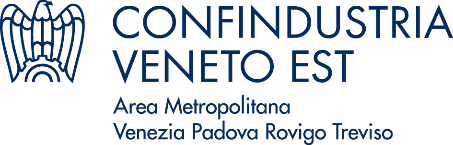 CONFINDUSTRIA
VENETO EST
Area Metropolitana
Venezia Padova Rovigo Treviso